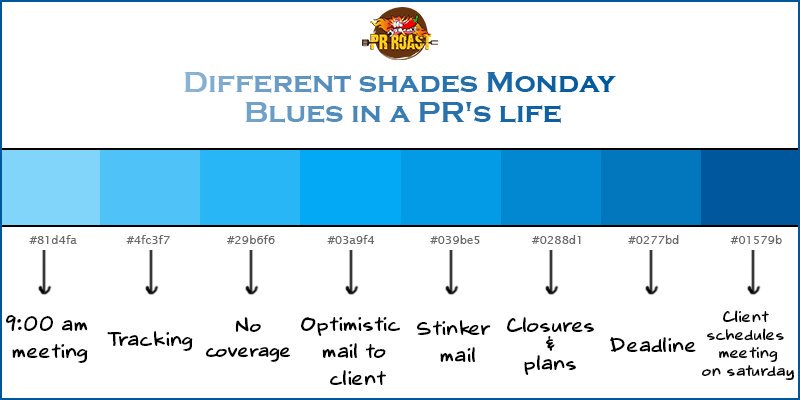 PR ROAST
DIFFERENT SHADES MONDAY
BLUES IN A PR'S LIFE
#81d4fa #4fc3f7 #29b6f6 #03a9f4 #039be5 #0288d1 #0277bd #01579b
9:00 am
meeting
Tracking
No
coverage
Optimistic
mail to
client
Stinker
mail
Closures
&
plans
Deadline
Client
schedules
meeting
on saturday